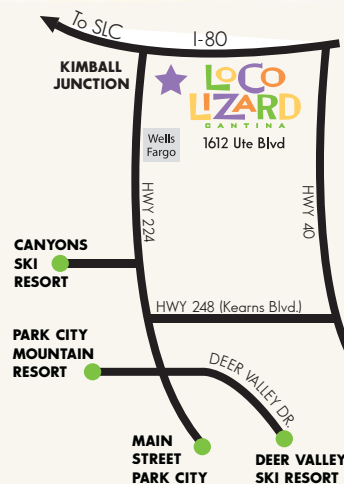 To SLC
I-80
KIMBALL
JUNCTION
LOCO
LIZARD
CANTINA
1612 Ute Blvd
Wells
Fargo
HWY 224
HWY 40
CANYONS
SKI
RESORT
HWY 248 (Kearns Blvd.)
PARK CITY
MOUNTAIN
RESORT
DEER VALLEY DR.
MAIN
STREET
PARK CITY
DEER VALLEY
SKI RESORT